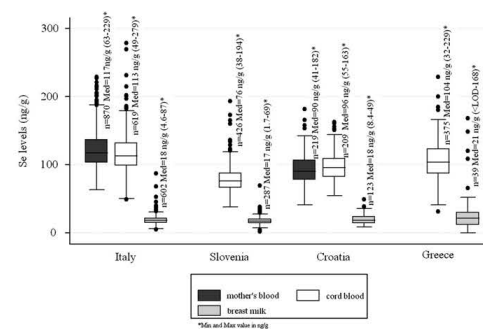 Se levels (ng/g)
300
200
100
0
n=870 Med=117ng/g (63-229)*
n=619 Med=113 ng/g (49-279)*
n=602 Med=18 ng/g (4.6-87)*
n=426 Med=76 ng/g (38-194)*
n=287 Med=17 ng/g (1.7-69)*
n=219 Med=90 ng/g (41-182)*
n=209 Med=96 ng/g (55-163)*
n=123 Med=18 ng/g (8.4-49)*
n=375 Med=104 ng/g (32-229)*
n=39 Med=21 ng/g (<LOD-168)*
Italy Slovenia Croatia Greece
mother's blood cord blood
breast milk
*Min and Max value in ng/g